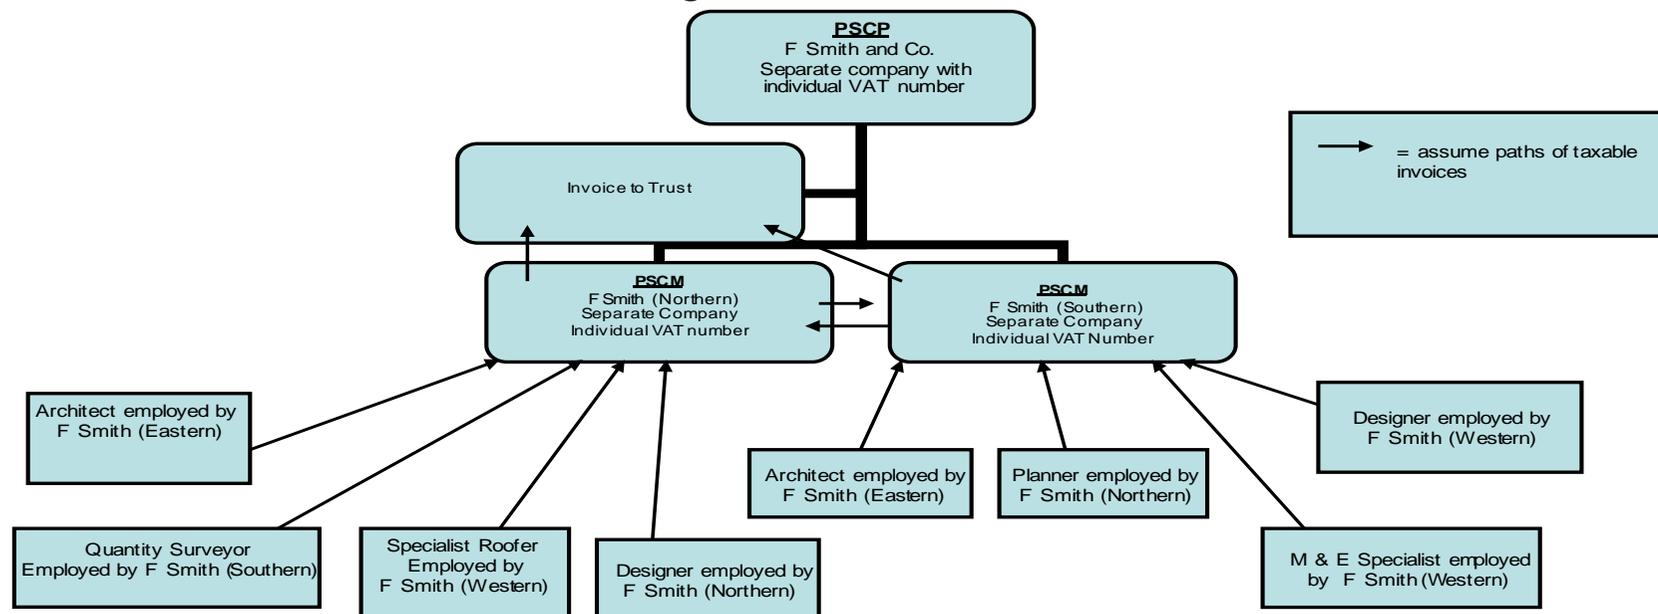 PSCP
F Smith and Co.
Separate company with
individual VAT number
= assume paths of taxable
invoices
Invoice to Trust
PSCM
F Smith (Northern)
Separate Company
Individual VAT number
PSCM
F Smith (Southern)
Separate Company
Individual VAT Number
Architect employed by
F Smith (Eastern)
Designer employed by
F Smith (Western)
Architect employed by
F Smith (Eastern)
Planner employed by
F Smith (Northern)
Quantity Surveyor
Employed by F Smith (Southern)
Specialist Roofer
Employed by
F Smith (Western)
Designer employed by
F Smith (Northern)
M & E Specialist employed
by F Smith (Western)